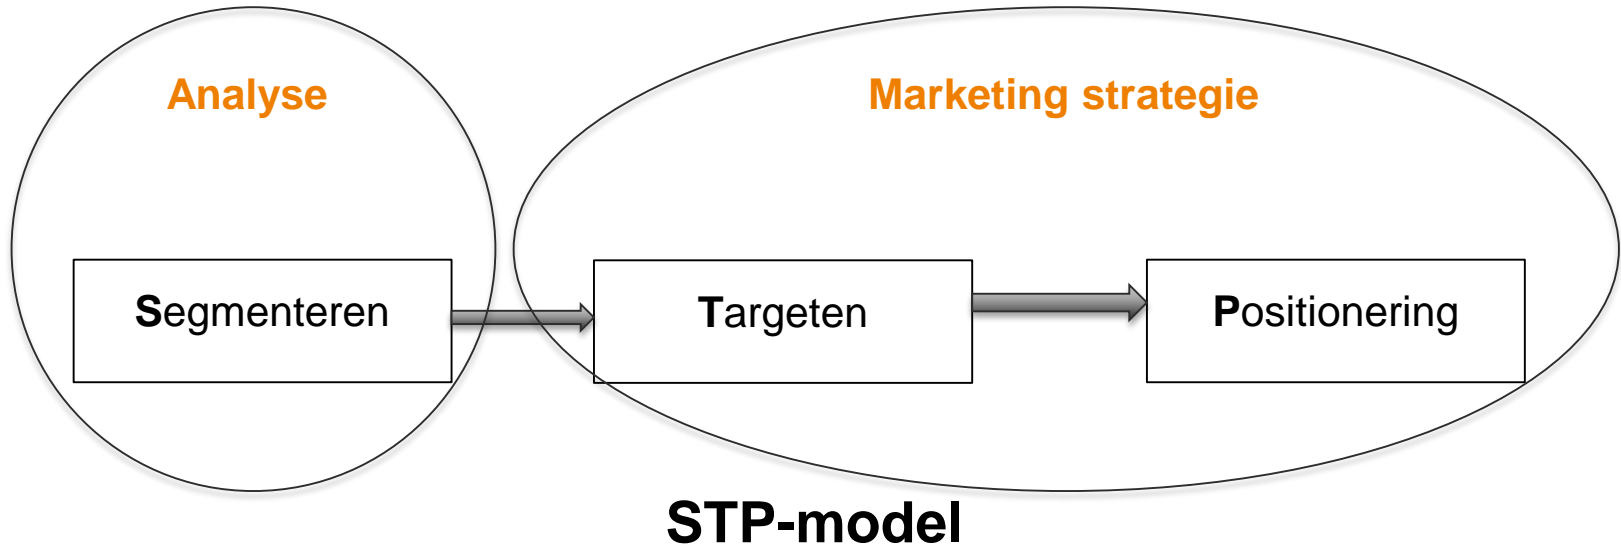 Analyse
Marketing strategie
Segmenteren
Targeten
Positionering
STP-model